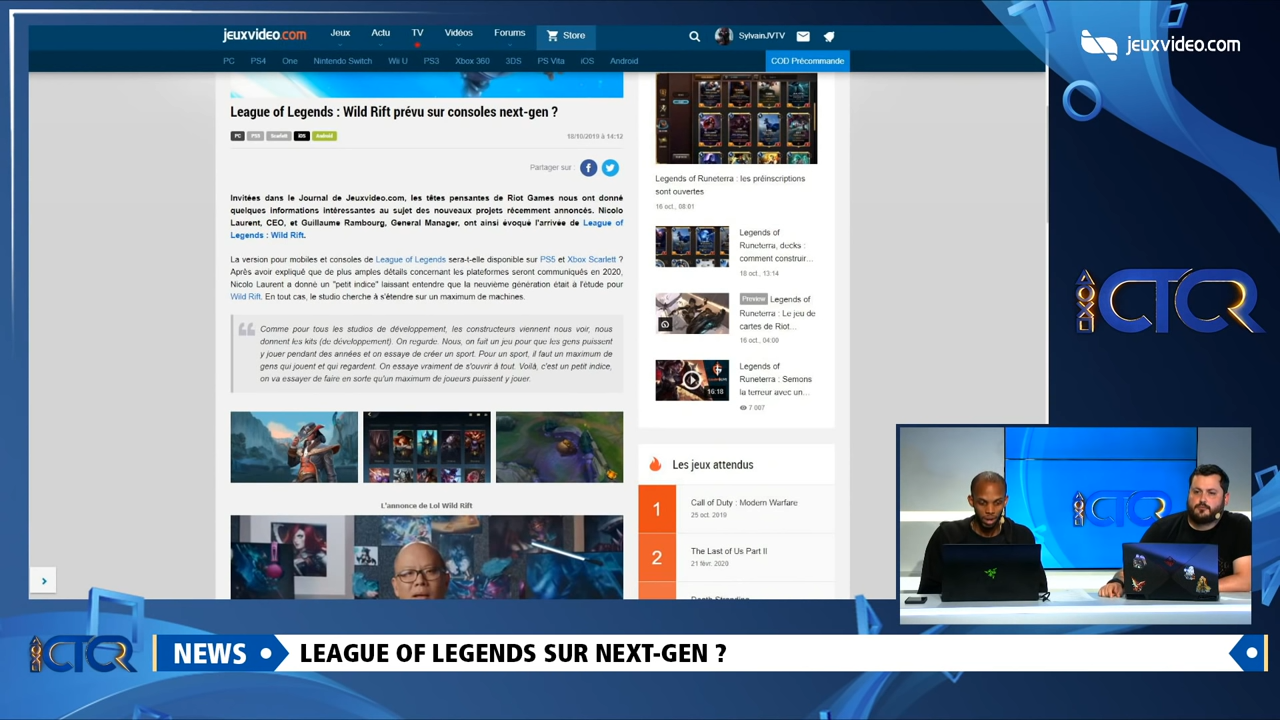 jeuxvideo.com
Jeux
Actu
TV
Vidéos
Forums
Store
SylvainJVTV
PC
PS4
One
Nintendo Switch
Wii U
PS3
Xbox 360
3DS
PS Vita
iOS
Android
COD Précommande
jeuxvideo.com
League of Legends : Wild Rift prévu sur consoles next-gen ?
PC
PS5
Scarlett
iOS
Android
18/10/2019 à 14:12
Partager sur :
Invitées dans le Journal de Jeuxvideo.com, les têtes pensantes de Riot Games nous ont donné
quelques informations intéressantes au sujet des nouveaux projets récemment annoncés. Nicolo
Laurent, CEO, et Guillaume Rambourg, General Manager, ont ainsi évoqué l'arrivée de League of
Legends : Wild Rift.
La version pour mobiles et consoles de League of Legends sera-t-elle disponible sur PS5 et Xbox Scarlett ?
Après avoir expliqué que de plus amples détails concernant les plateformes seront communiqués en 2020,
Nicolo Laurent a donné un "petit indice" laissant entendre que la neuvième génération était à l'étude pour
Wild Rift. En tout cas, le studio cherche à s'étendre sur un maximum de machines.
Comme pour tous les studios de développement, les constructeurs viennent nous voir, nous
donnent les kits (de développement). On regarde. Nous, on fait un jeu pour que les gens puissent
y jouer pendant des années et on essaye de créer un sport. Pour un sport, il faut un maximum de
gens qui jouent et qui regardent. On essaye vraiment de s'ouvrir à tout. Voilà, c'est un petit indice,
on va essayer de faire en sorte qu'un maximum de joueurs puissent y jouer.
L'annonce de Lol Wild Rift
Legends of Runeterra : les préinscriptions
sont ouvertes
16 oct., 08:01
Legends of
Runeterra, decks :
comment construir...
18 oct., 13:14
Preview Legends of
Runeterra : Le jeu de
cartes de Riot...
16 oct., 04:00
16:18
Legends of
Runeterra : Semons
la terreur avec un...
7 007
Les jeux attendus
1
Call of Duty : Modern Warfare
25 oct. 2019
2
The Last of Us Part II
21 févr. 2020
Death Stranding
CTCR
CTCR
CTCR
NEWS
LEAGUE OF LEGENDS SUR NEXT-GEN ?